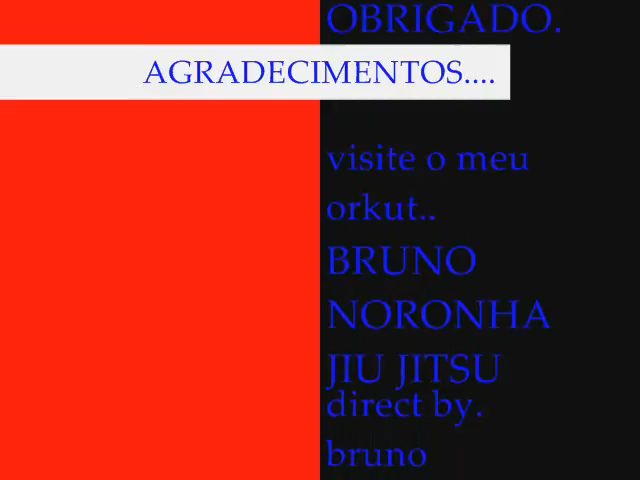 OBRIGADO.
AGRADECIMENTOS....
visite o meu
orkut..
BRUNO
NORONHA
JIU JITSU
direct by.
bruno